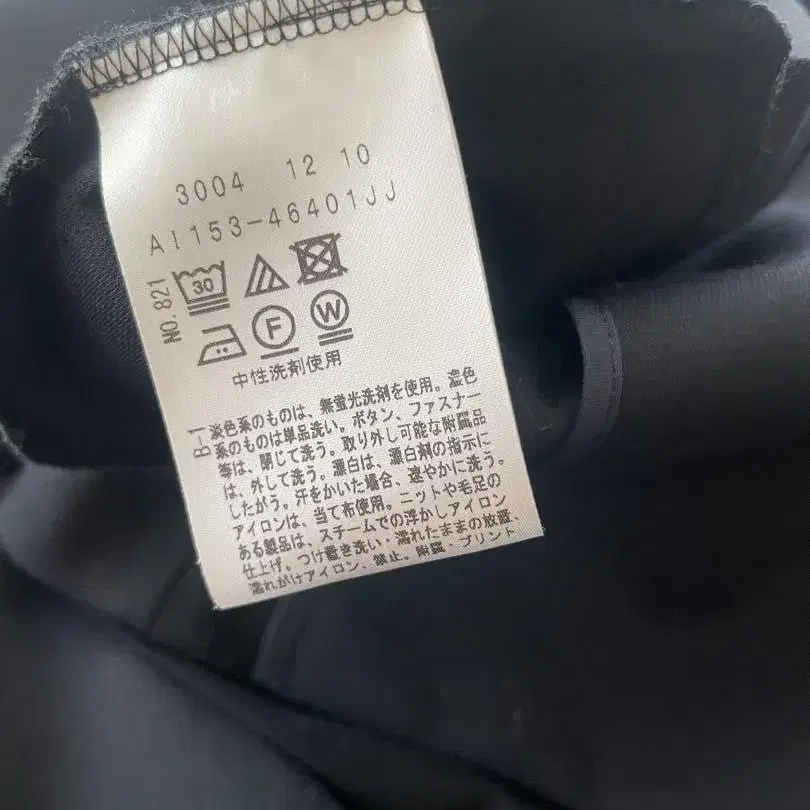 3004 12 10
AI153-46401JJ
NO.821
30
F
W
中性洗剤使用
B-1
淡色系のものは、無蛍光洗剤を使用。濃色
系のものは単品洗い。ボタン、ファスナー
等は、閉じて洗う。取り外し可能な附属品
は、外して洗う。漂白は、漂白剤の指示に
したがう。汗をかいた場合、速やかに洗う。
アイロンは、当て布使用。ニットや毛足の
ある製品は、スチームでの浮かしアイロン
仕上げ。つけ置き洗い・濡れたままの放置、
濡れがけアイロン、禁止。附属・プリント